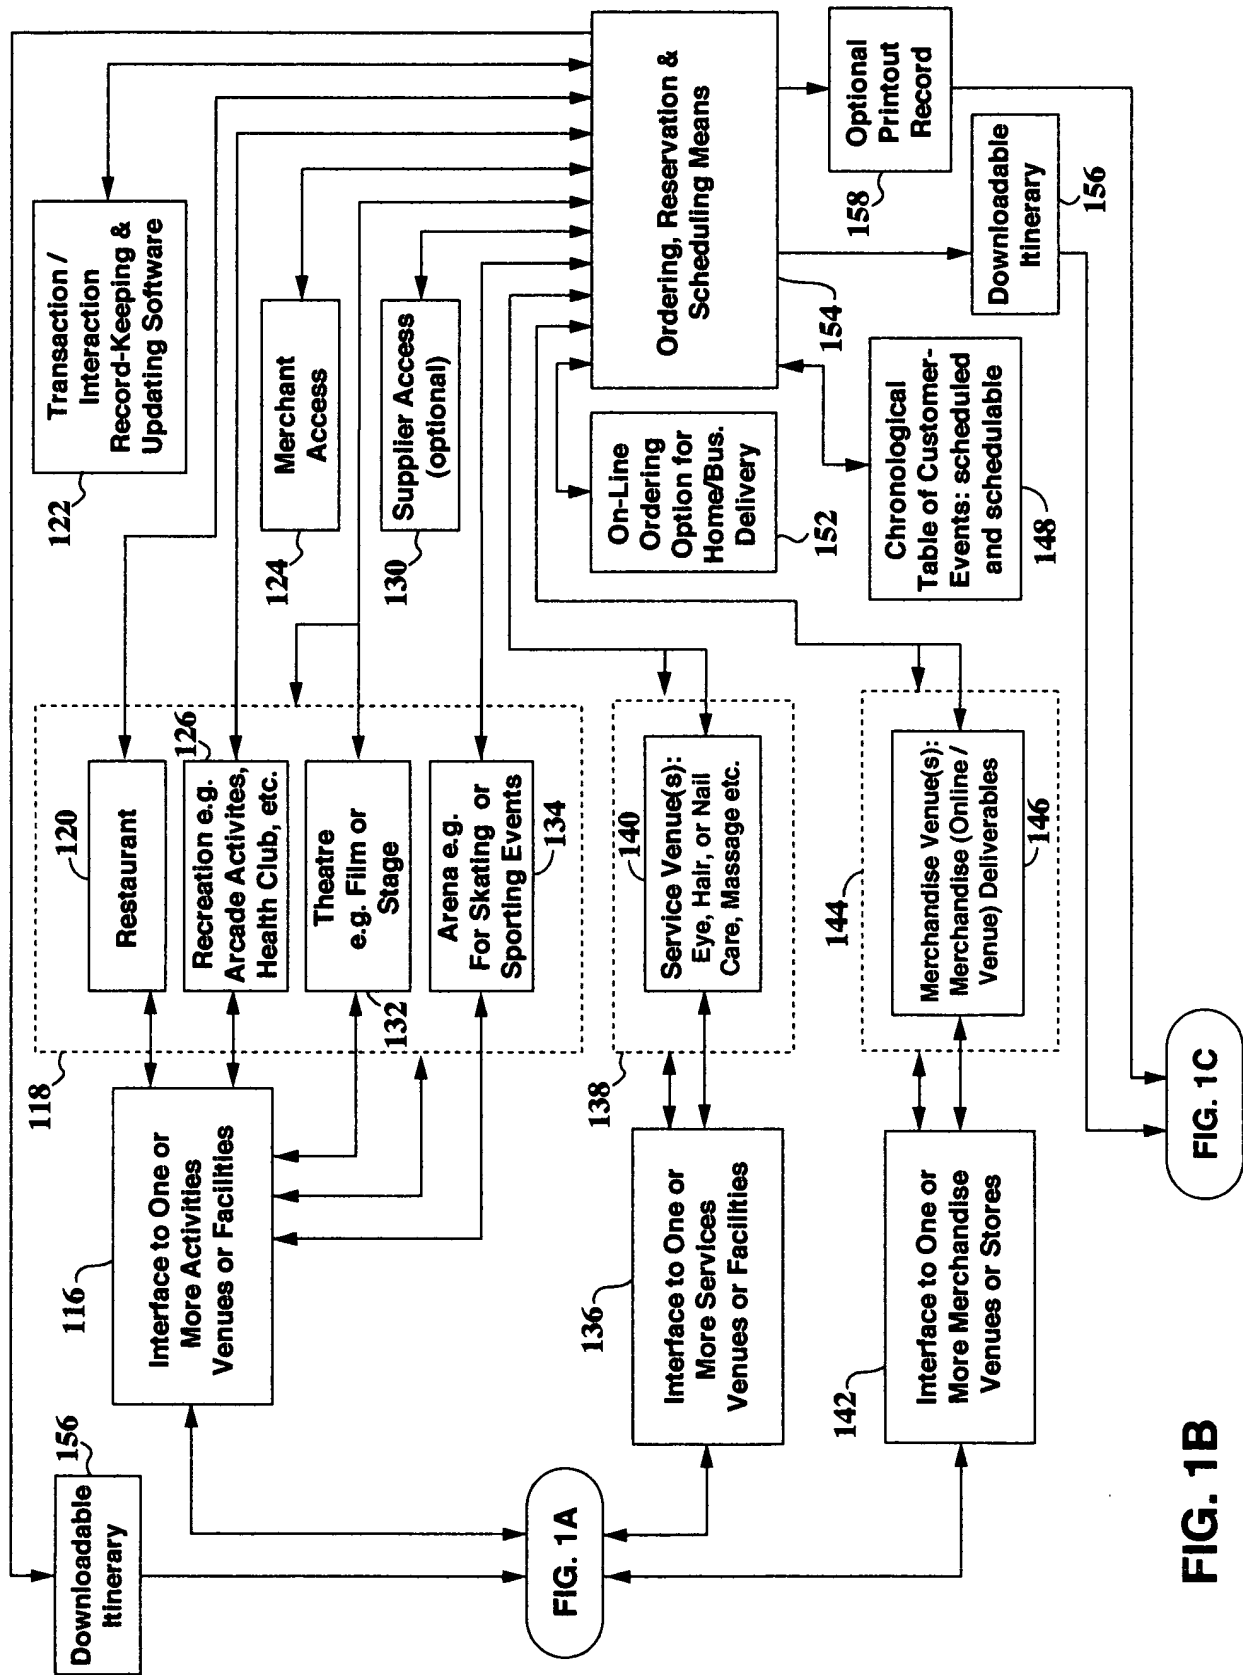 156
Downloadable
Itinerary
116
Interface to One or
More Activities
Venues or Facilities
118
120
Restaurant
126
Recreation e.g.
Arcade Activites,
Health Club, etc.
Theatre
e.g. Film or
Stage
132
Arena e.g.
For Skating or
Sporting Events
134
Transaction /
Interaction
Record-Keeping &
Updating Software
122
Merchant
Access
124
Supplier Access
(optional)
130
FIG. 1A
136
Interface to One or
More Services
Venues or Facilities
138
140
Service Venue(s):
Eye, Hair, or Nail
Care, Massage etc.
On-Line
Ordering
Option for
Home/Bus.
Delivery
152
Ordering, Reservation &
Scheduling Means
154
142
Interface to One or
More Merchandise
Venues or Stores
144
Merchandise Venue(s):
Merchandise (Online /
Venue) Deliverables
146
Chronological
Table of Customer-
Events: scheduled
and schedulable
148
Optional
Printout
Record
158
Downloadable
Itinerary
156
FIG. 1C
FIG. 1B